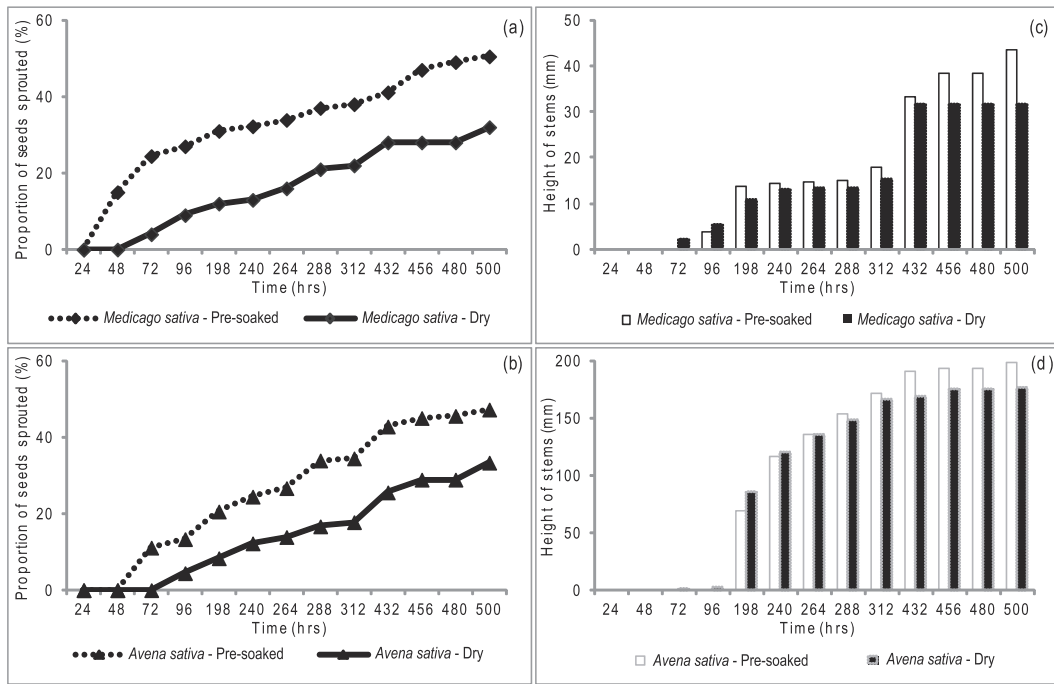 (a)
Proportion of seeds sprouted (%)
60
40
20
0
24 48 72 96 198 240 264 288 312 432 456 480 500
Time (hrs)
Medicago sativa - Pre-soaked Medicago sativa - Dry
(c)
Height of stems (mm)
50
40
30
20
10
0
24 48 72 96 198 240 264 288 312 432 456 480 500
Time (hrs)
Medicago sativa - Pre-soaked Medicago sativa - Dry
(b)
Proportion of seeds sprouted (%)
60
40
20
0
24 48 72 96 198 240 264 288 312 432 456 480 500
Time (hrs)
Avena sativa - Pre-soaked Avena sativa - Dry
(d)
Height of stems (mm)
200
150
100
50
0
24 48 72 96 198 240 264 288 312 432 456 480 500
Time (hrs)
Avena sativa - Pre-soaked Avena sativa - Dry